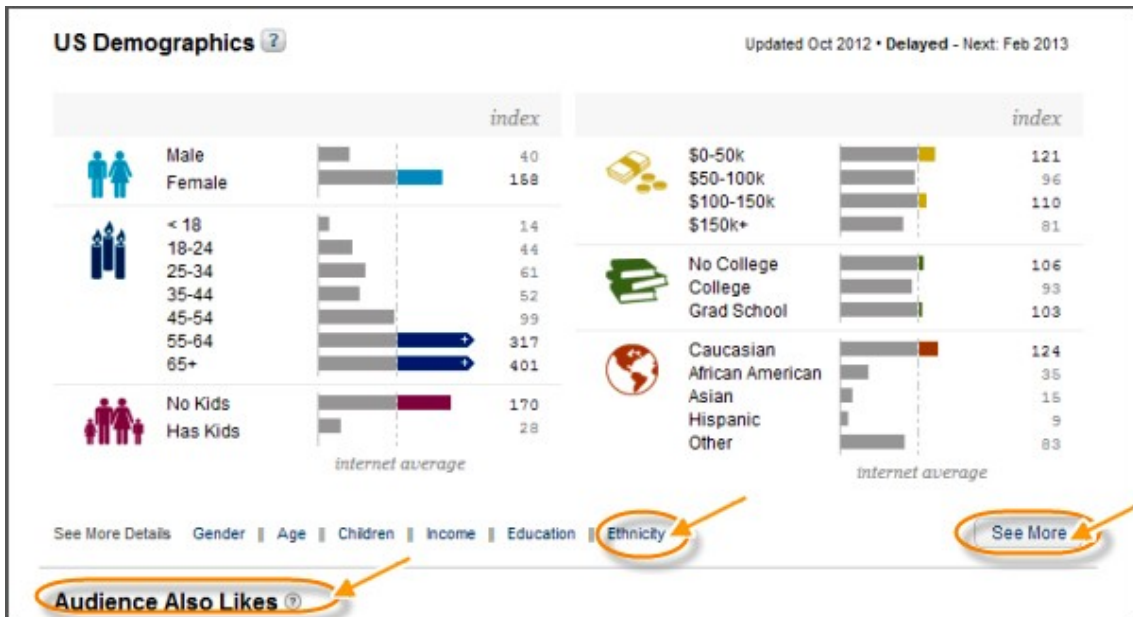 US Demographics ?
Updated Oct 2012 • Delayed - Next: Feb 2013
index
Male 40
Female 158
< 18 14
18-24 44
25-34 61
35-44 52
45-54 99
55-64 + 317
65+ + 401
No Kids 170
Has Kids 28
internet average
index
$0-50k 121
$50-100k 96
$100-150k 110
$150k+ 81
No College 106
College 93
Grad School 103
Caucasian 124
African American 35
Asian 15
Hispanic 9
Other 83
internet average
See More Details Gender || Age || Children || Income || Education || Ethnicity
See More
Audience Also Likes ?